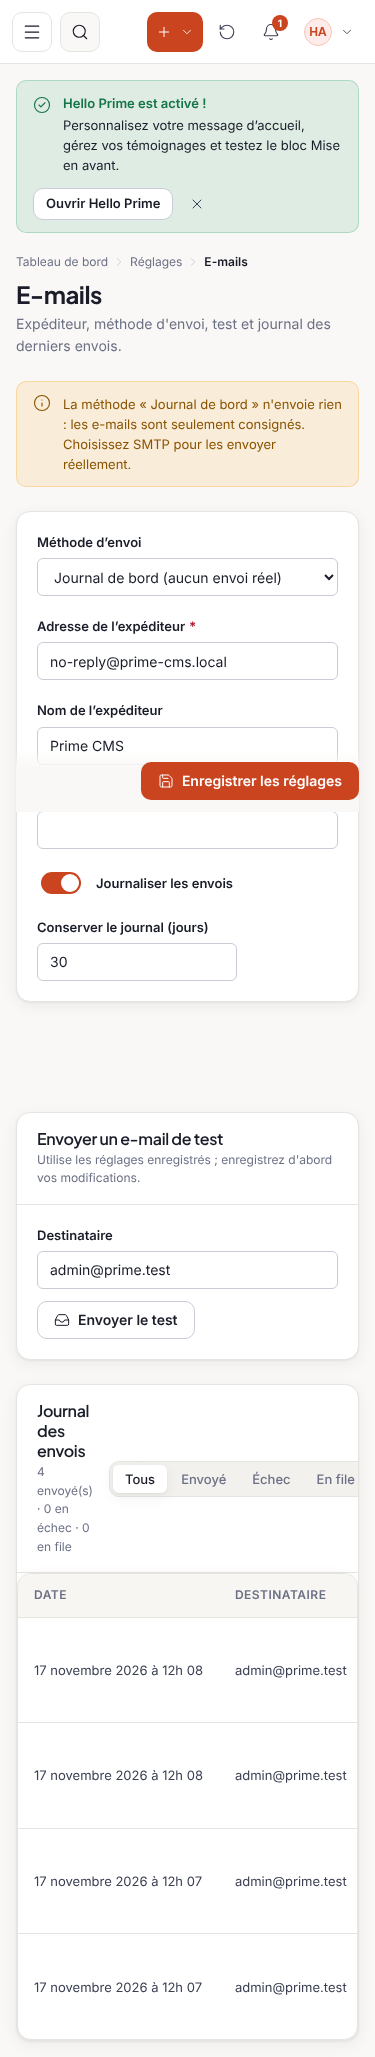 1
HA
Hello Prime est activé !
Personnalisez votre message d’accueil,
gérez vos témoignages et testez le bloc Mise
en avant.
Ouvrir Hello Prime
Tableau de bord
Réglages
E-mails
E-mails
Expéditeur, méthode d'envoi, test et journal des
derniers envois.
La méthode « Journal de bord » n'envoie rien
: les e-mails sont seulement consignés.
Choisissez SMTP pour les envoyer
réellement.
Méthode d’envoi
Journal de bord (aucun envoi réel)
Adresse de l’expéditeur *
no-reply@prime-cms.local
Nom de l’expéditeur
Prime CMS
Enregistrer les réglages
Journaliser les envois
Conserver le journal (jours)
30
Envoyer un e-mail de test
Utilise les réglages enregistrés ; enregistrez d'abord
vos modifications.
Destinataire
admin@prime.test
Envoyer le test
Journal
des
envois
4
envoyé(s)
· 0 en
échec · 0
en file
Tous
Envoyé
Échec
En file
DATE
DESTINATAIRE
17 novembre 2026 à 12h 08
admin@prime.test
17 novembre 2026 à 12h 08
admin@prime.test
17 novembre 2026 à 12h 07
admin@prime.test
17 novembre 2026 à 12h 07
admin@prime.test